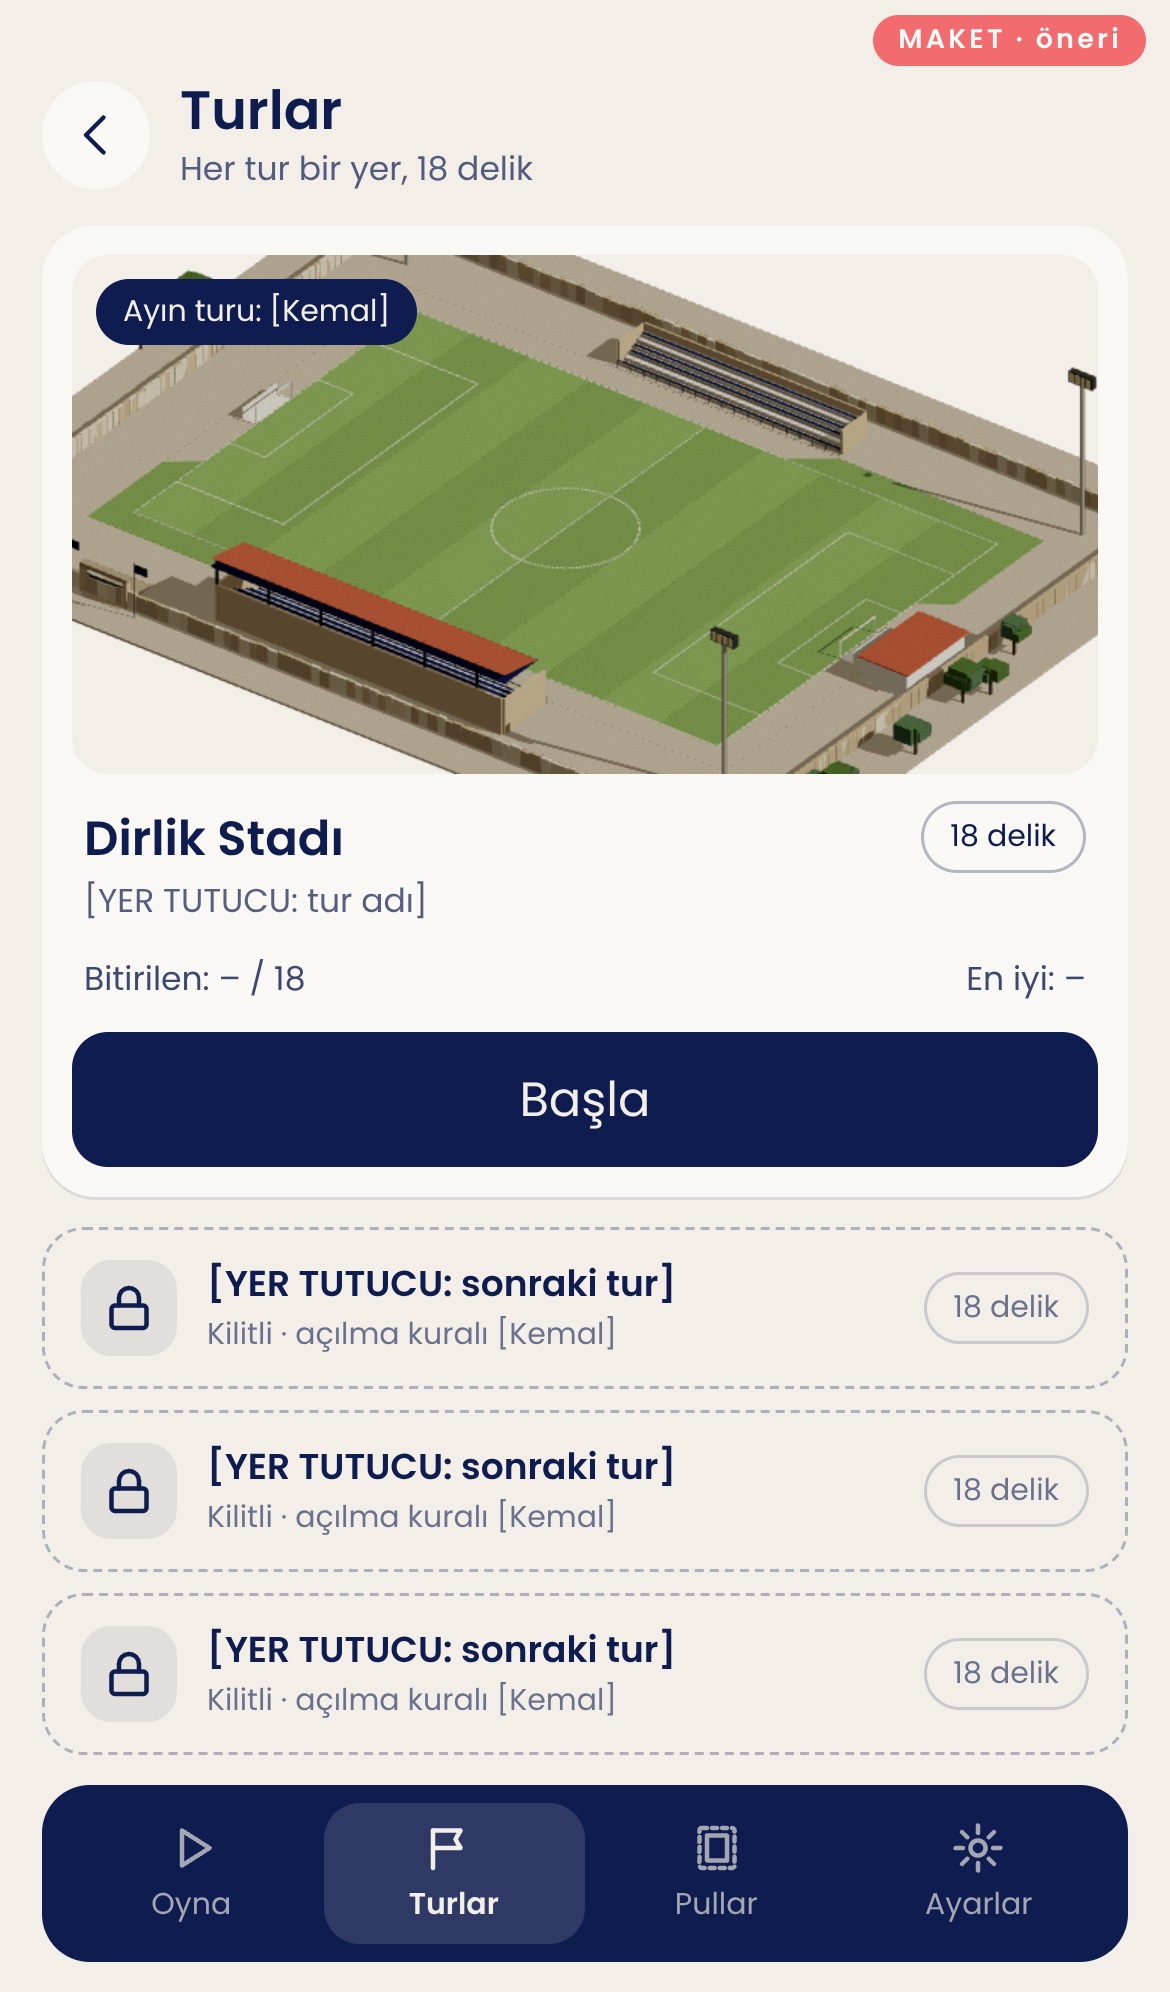 MAKET · öneri
Turlar
Her tur bir yer, 18 delik
Ayın turu: [Kemal]
Dirlik Stadı
18 delik
[YER TUTUCU: tur adı]
Bitirilen: – / 18
En iyi: –
Başla
[YER TUTUCU: sonraki tur]
Kilitli · açılma kuralı [Kemal]
18 delik
[YER TUTUCU: sonraki tur]
Kilitli · açılma kuralı [Kemal]
18 delik
[YER TUTUCU: sonraki tur]
Kilitli · açılma kuralı [Kemal]
18 delik
Oyna
Turlar
Pullar
Ayarlar